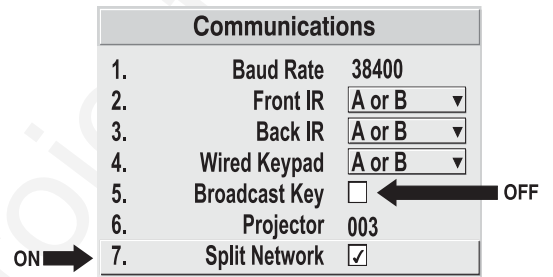 Communications
1. Baud Rate 38400
2. Front IR A or B
3. Back IR A or B
4. Wired Keypad A or B
5. Broadcast Key OFF
6. Projector 003
ON 7. Split Network ✓